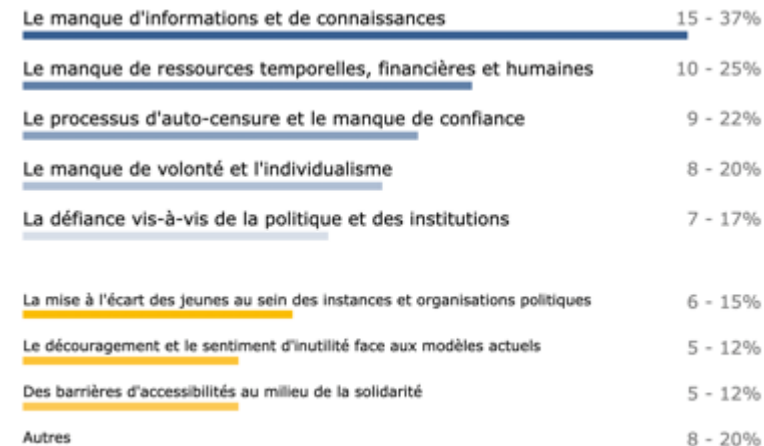 Le manque d'informations et de connaissances 15 - 37%
Le manque de ressources temporelles, financières et humaines 10 - 25%
Le processus d'auto-censure et le manque de confiance 9 - 22%
Le manque de volonté et l'individualisme 8 - 20%
La défiance vis-à-vis de la politique et des institutions 7 - 17%
La mise à l'écart des jeunes au sein des instances et organisations politiques 6 - 15%
Le découragement et le sentiment d'inutilité face aux modèles actuels 5 - 12%
Des barrières d'accessibilités au milieu de la solidarité 5 - 12%
Autres 8 - 20%